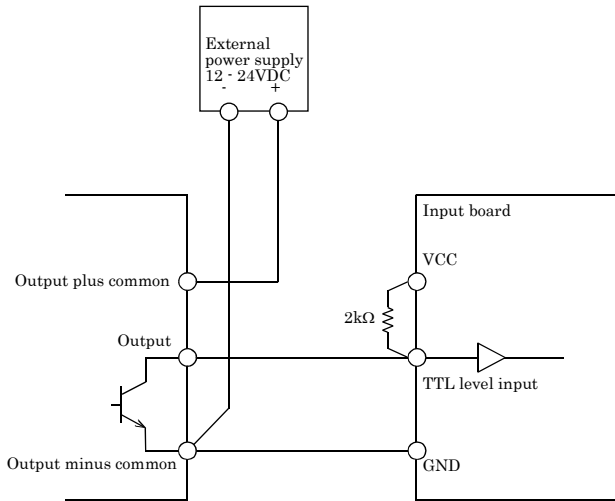 External
power supply
12 - 24VDC
- +
Input board
VCC
Output plus common
2kΩ
Output
TTL level input
Output minus common
GND